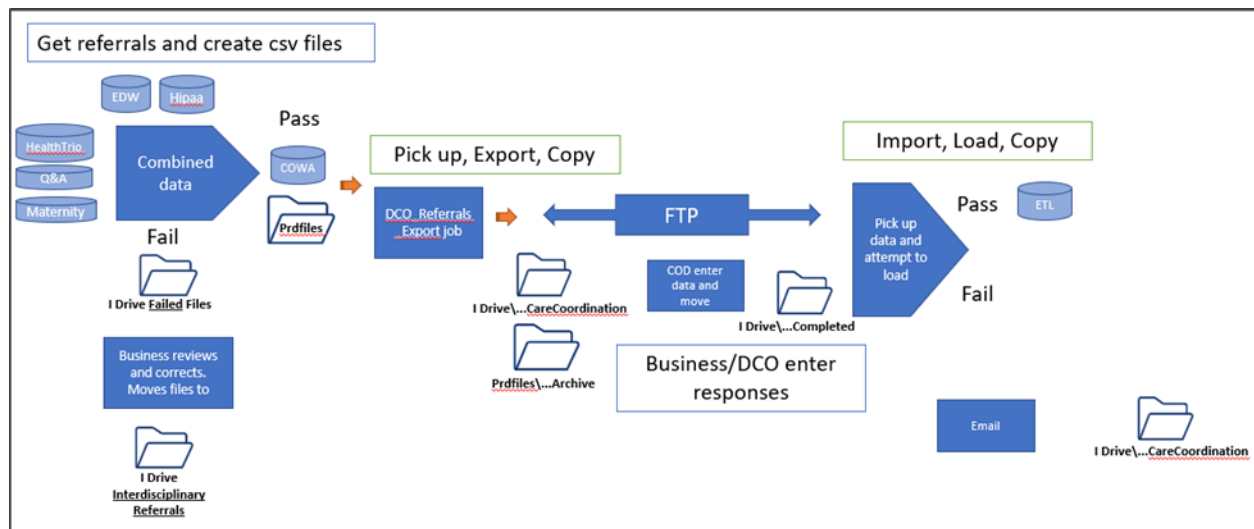 Get referrals and create csv files
EDW
Hipaa
HealthTrio
Q&A
Maternity
Combined
data
Pass
COWA
Prdfiles
Fail
I Drive Failed Files
Business reviews
and corrects.
Moves files to
I Drive
Interdisciplinary
Referrals
Pick up, Export, Copy
DCO_Referrals
_Export job
I Drive\...CareCoordination
Prdfiles\...Archive
FTP
COD enter
data and
move
I Drive\...Completed
Business/DCO enter
responses
Import, Load, Copy
Pick up
data and
attempt to
load
Pass
ETL
Fail
Email
I Drive\...CareCoordination